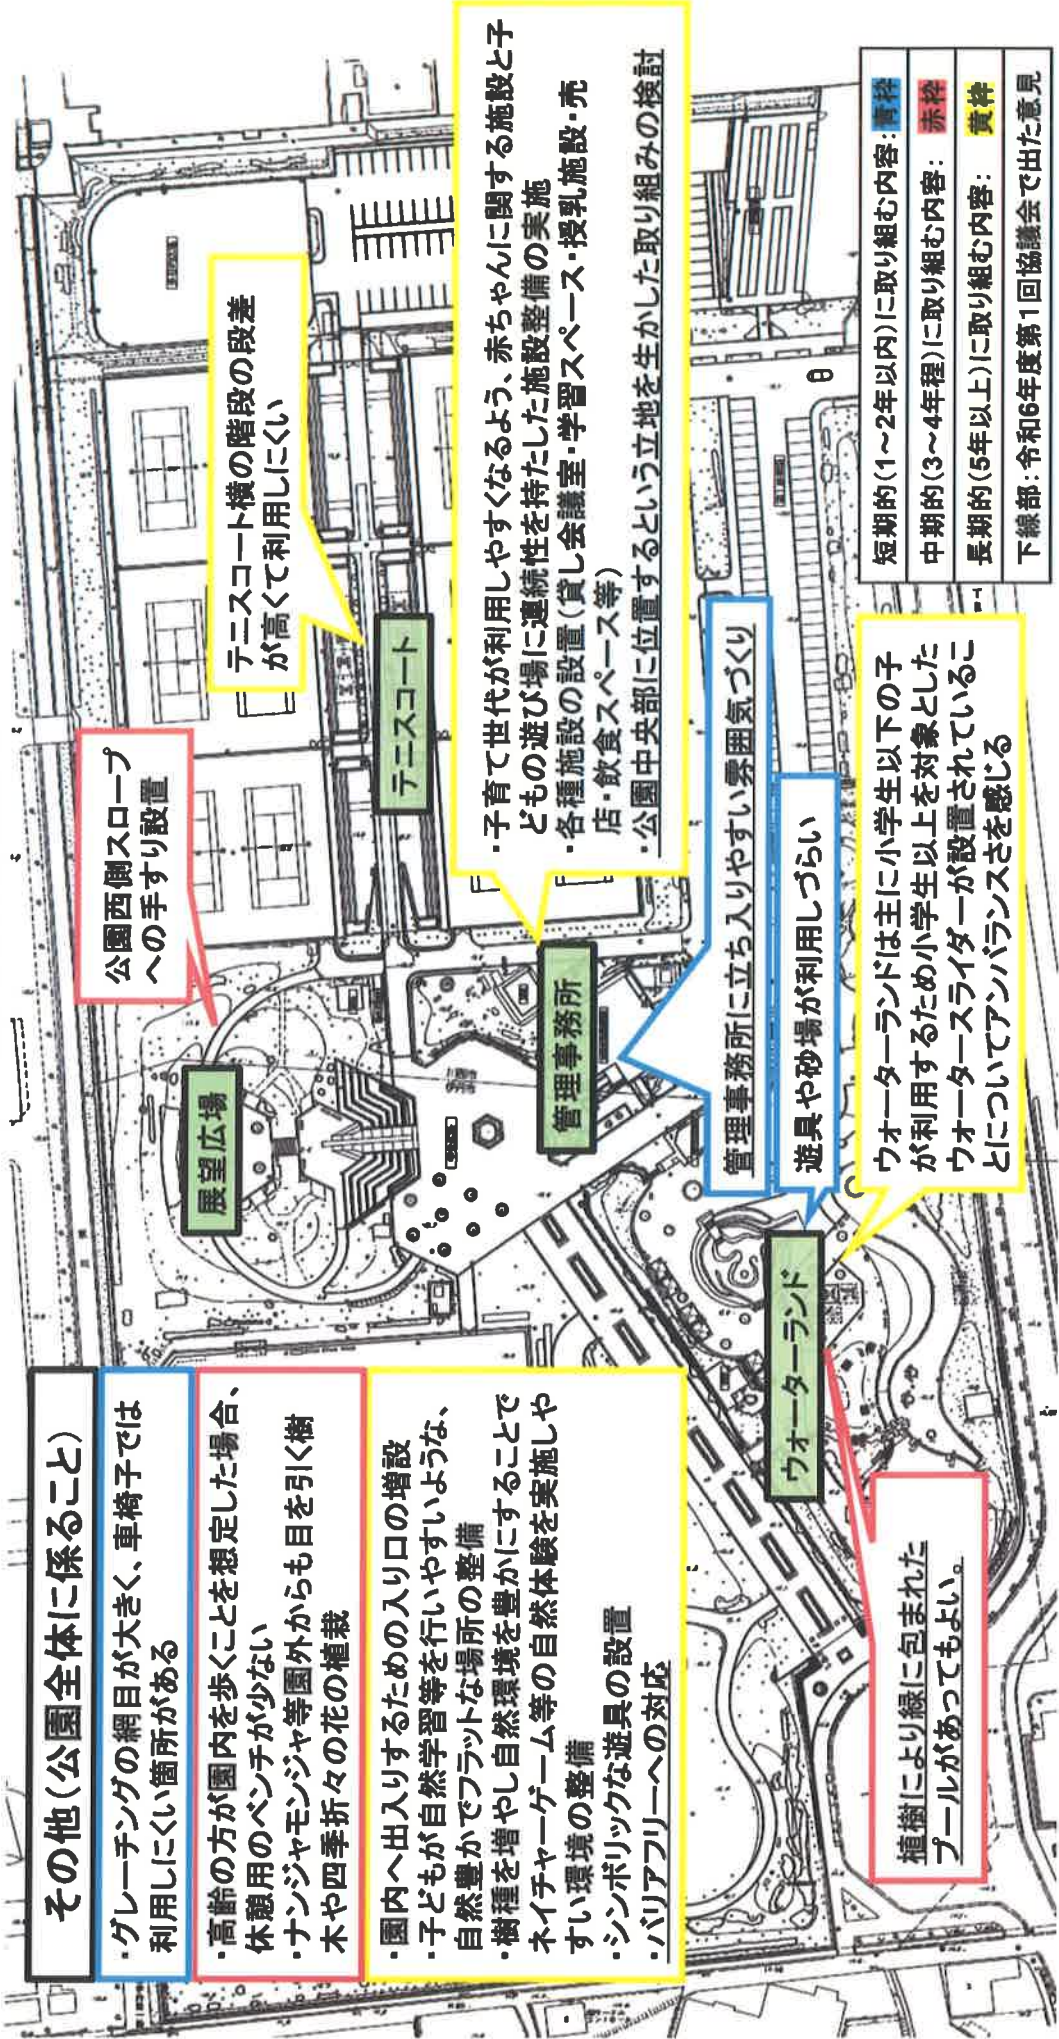 その他(公園全体に係ること)
・グレーチングの網目が大きく、車椅子では
利用しにくい箇所がある
・高齢の方が園内を歩くことを想定した場合、
休憩用のベンチが少ない
・ナンジャモンジャ等園外からも目を引く樹
木や四季折々の花の植栽
・園内へ出入りするための入り口の増設
・子どもが自然学習等を行いやすいような、
自然豊かでフラットな場所の整備
・樹種を増やし自然環境を豊かにすることで
ネイチャーゲーム等の自然体験を実施しや
すい環境の整備
・シンボリックな遊具の設置
・バリアフリーへの対応
公園西側スロープ
への手すり設置
展望広場
テニスコート横の階段の段差
が高くて利用しにくい
テニスコート
・子育て世代が利用しやすくなるよう、赤ちゃんに関する施設と子
どもの遊び場に連続性を持たした施設整備の実施
・各種施設の設置(貸し会議室・学習スペース・授乳施設・売
店・飲食スペース等)
・公園中央部に位置するという立地を生かした取り組みの検討
管理事務所
管理事務所に立ち入りやすい雰囲気づくり
遊具や砂場が利用しづらい
ウォーターランド
ウォーターランドは主に小学生以下の子
が利用するため小学生以上を対象とした
ウォータースライダーが設置されているこ
とについてアンバランスさを感じる
植樹により緑に包まれた
プールがあってもよい。
短期的(1~2年以内)に取り組む内容:青枠
中期的(3~4年程)に取り組む内容: 赤枠
長期的(5年以上)に取り組む内容: 黄枠
下線部:令和6年度第1回協議会で出た意見